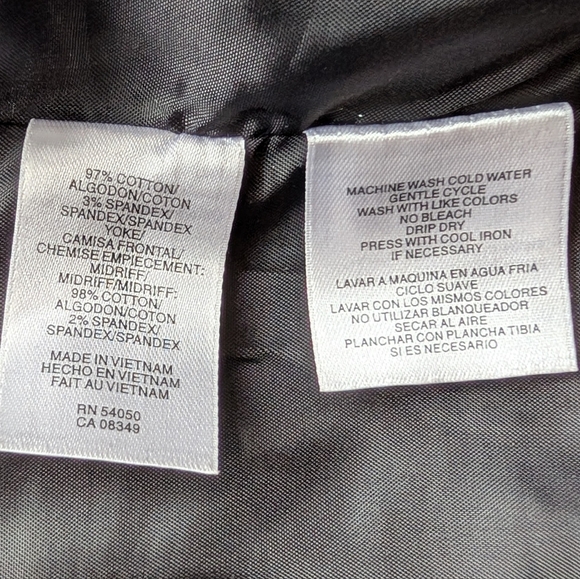 97% COTTON/
ALGODON/COTON
3% SPANDEX/
SPANDEX/SPANDEX
YOKE/
CAMISA FRONTAL/
CHEMISE EMPIECEMENT:
MIDRIFF/
MIDRIFF/MIDRIFF:
98% COTTON/
ALGODON/COTON
2% SPANDEX/
SPANDEX/SPANDEX
MADE IN VIETNAM
HECHO EN VIETNAM
FAIT AU VIETNAM
RN 54050
CA 08349
MACHINE WASH COLD WATER
GENTLE CYCLE
WASH WITH LIKE COLORS
NO BLEACH
DRIP DRY
PRESS WITH COOL IRON
IF NECESSARY
LAVAR A MAQUINA EN AGUA FRIA
CICLO SUAVE
LAVAR CON LOS MISMOS COLORES
NO UTILIZAR BLANQUEADOR
SECAR AL AIRE
PLANCHAR CON PLANCHA TIBIA
SI ES NECESARIO